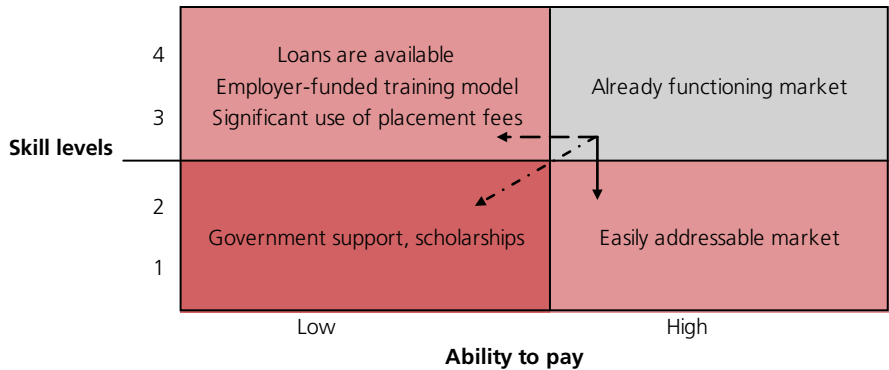 4
Loans are available
Employer-funded training model
Already functioning market
3
Significant use of placement fees
Skill levels
2
Government support, scholarships
Easily addressable market
1
Low
High
Ability to pay